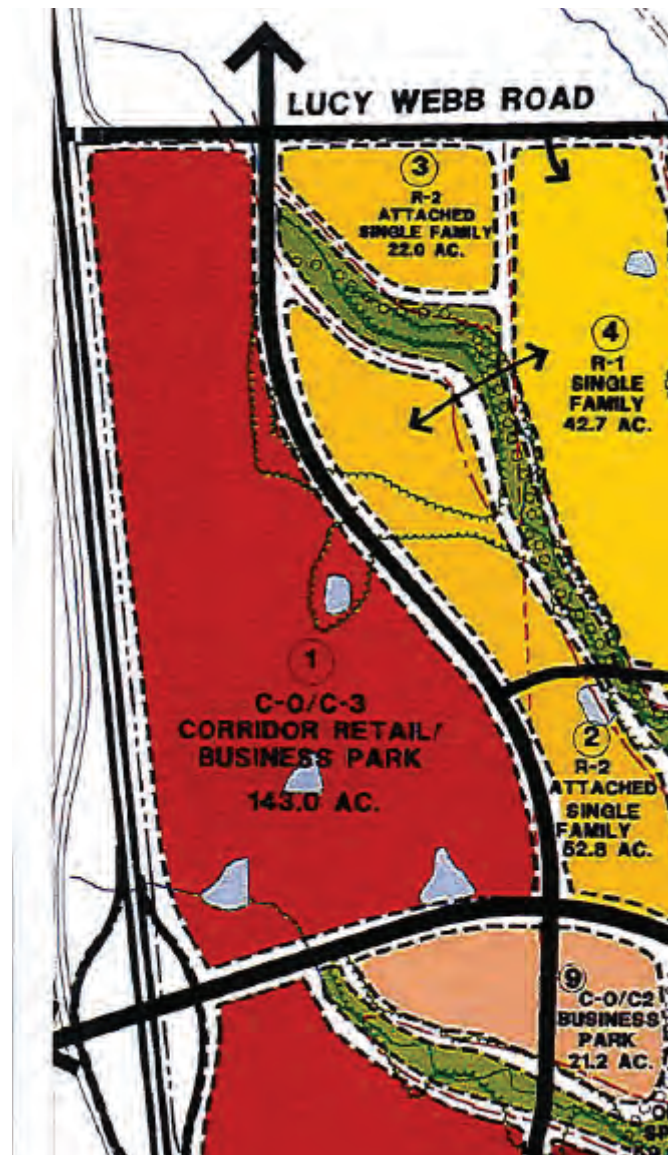 LUCY WEBB ROAD
3
R-2
ATTACHED
SINGLE FAMILY
22.0 AC.
4
R-1
SINGLE
FAMILY
42.7 AC.
1
C-O/C-3
CORRIDOR RETAIL/
BUSINESS PARK
143.0 AC.
2
R-2
ATTACHED
SINGLE
FAMILY
52.8 AC.
9
C-O/C2
BUSINESS
PARK
21.2 AC.